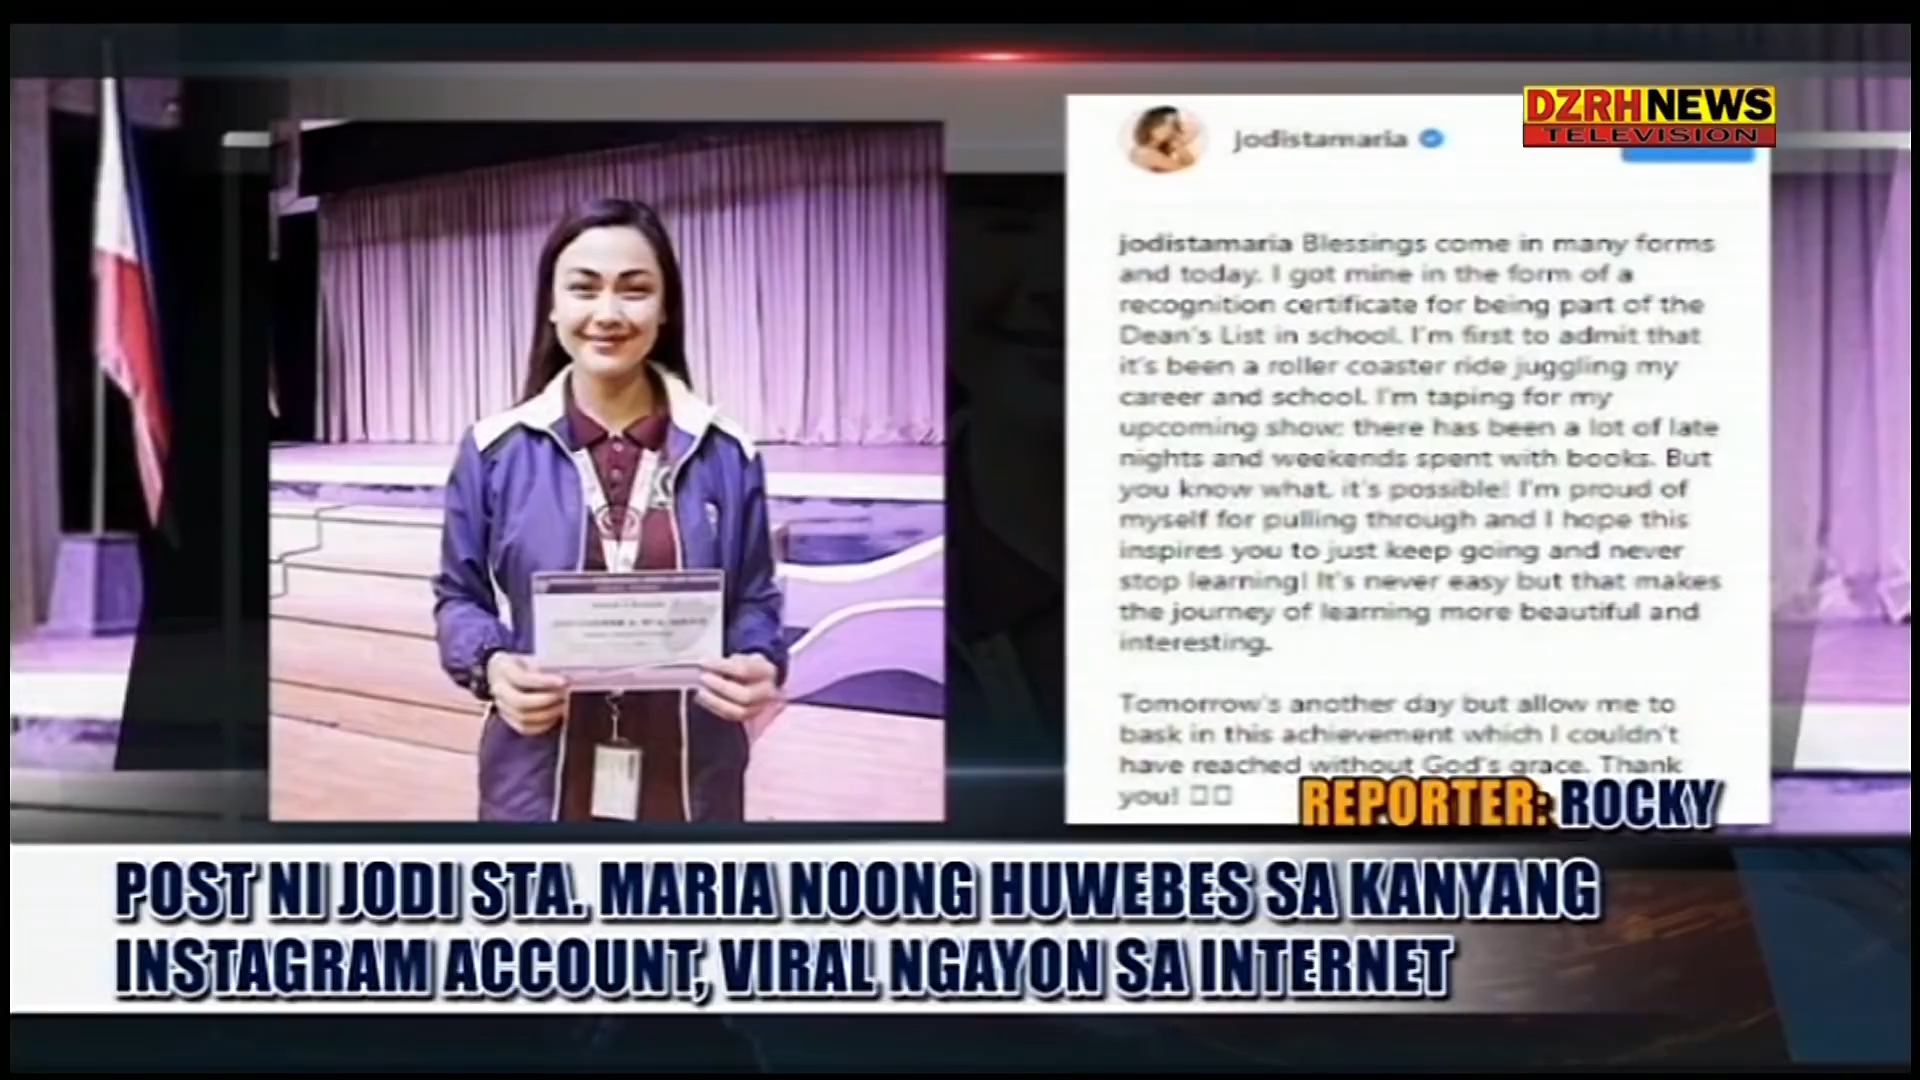 DZRH NEWS
TELEVISION
jodistamaria
jodistamaria Blessings come in many forms
and today. I got mine in the form of a
recognition certificate for being part of the
Dean's List in school. I'm first to admit that
it's been a roller coaster ride juggling my
career and school. I'm taping for my
upcoming show: there has been a lot of late
nights and weekends spent with books. But
you know what. it's possible! I'm proud of
myself for pulling through and I hope this
inspires you to just keep going and never
stop learning! It's never easy but that makes
the journey of learning more beautiful and
interesting.
Tomorrow's another day but allow me to
bask in this achievement which I couldn't
have reached without God's grace. Thank
you!
REPORTER: ROCKY
POST NI JODI STA. MARIA NOONG HUWEBES SA KANYANG
INSTAGRAM ACCOUNT, VIRAL NGAYON SA INTERNET